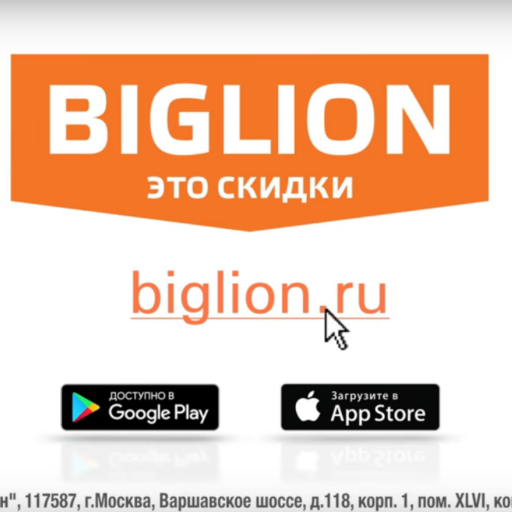 BIGLION
ЭТО СКИДКИ
biglion.ru
ДОСТУПНО В
Google Play
Загрузите в
App Store
117587, г.Москва, Варшавское шоссе, д.118, корп. 1, пом. XLVI,